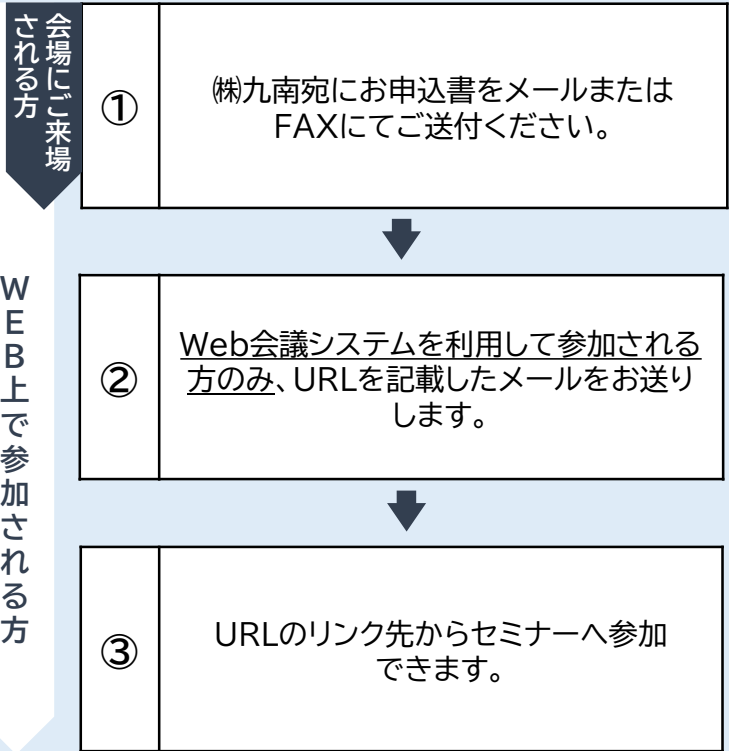 会場にご来場
される方
①
㈱九南宛にお申込書をメールまたは
FAXにてご送付ください。
WEB上で参加される方
②
Web会議システムを利用して参加される
方のみ、URLを記載したメールをお送り
します。
③
URLのリンク先からセミナーへ参加
できます。